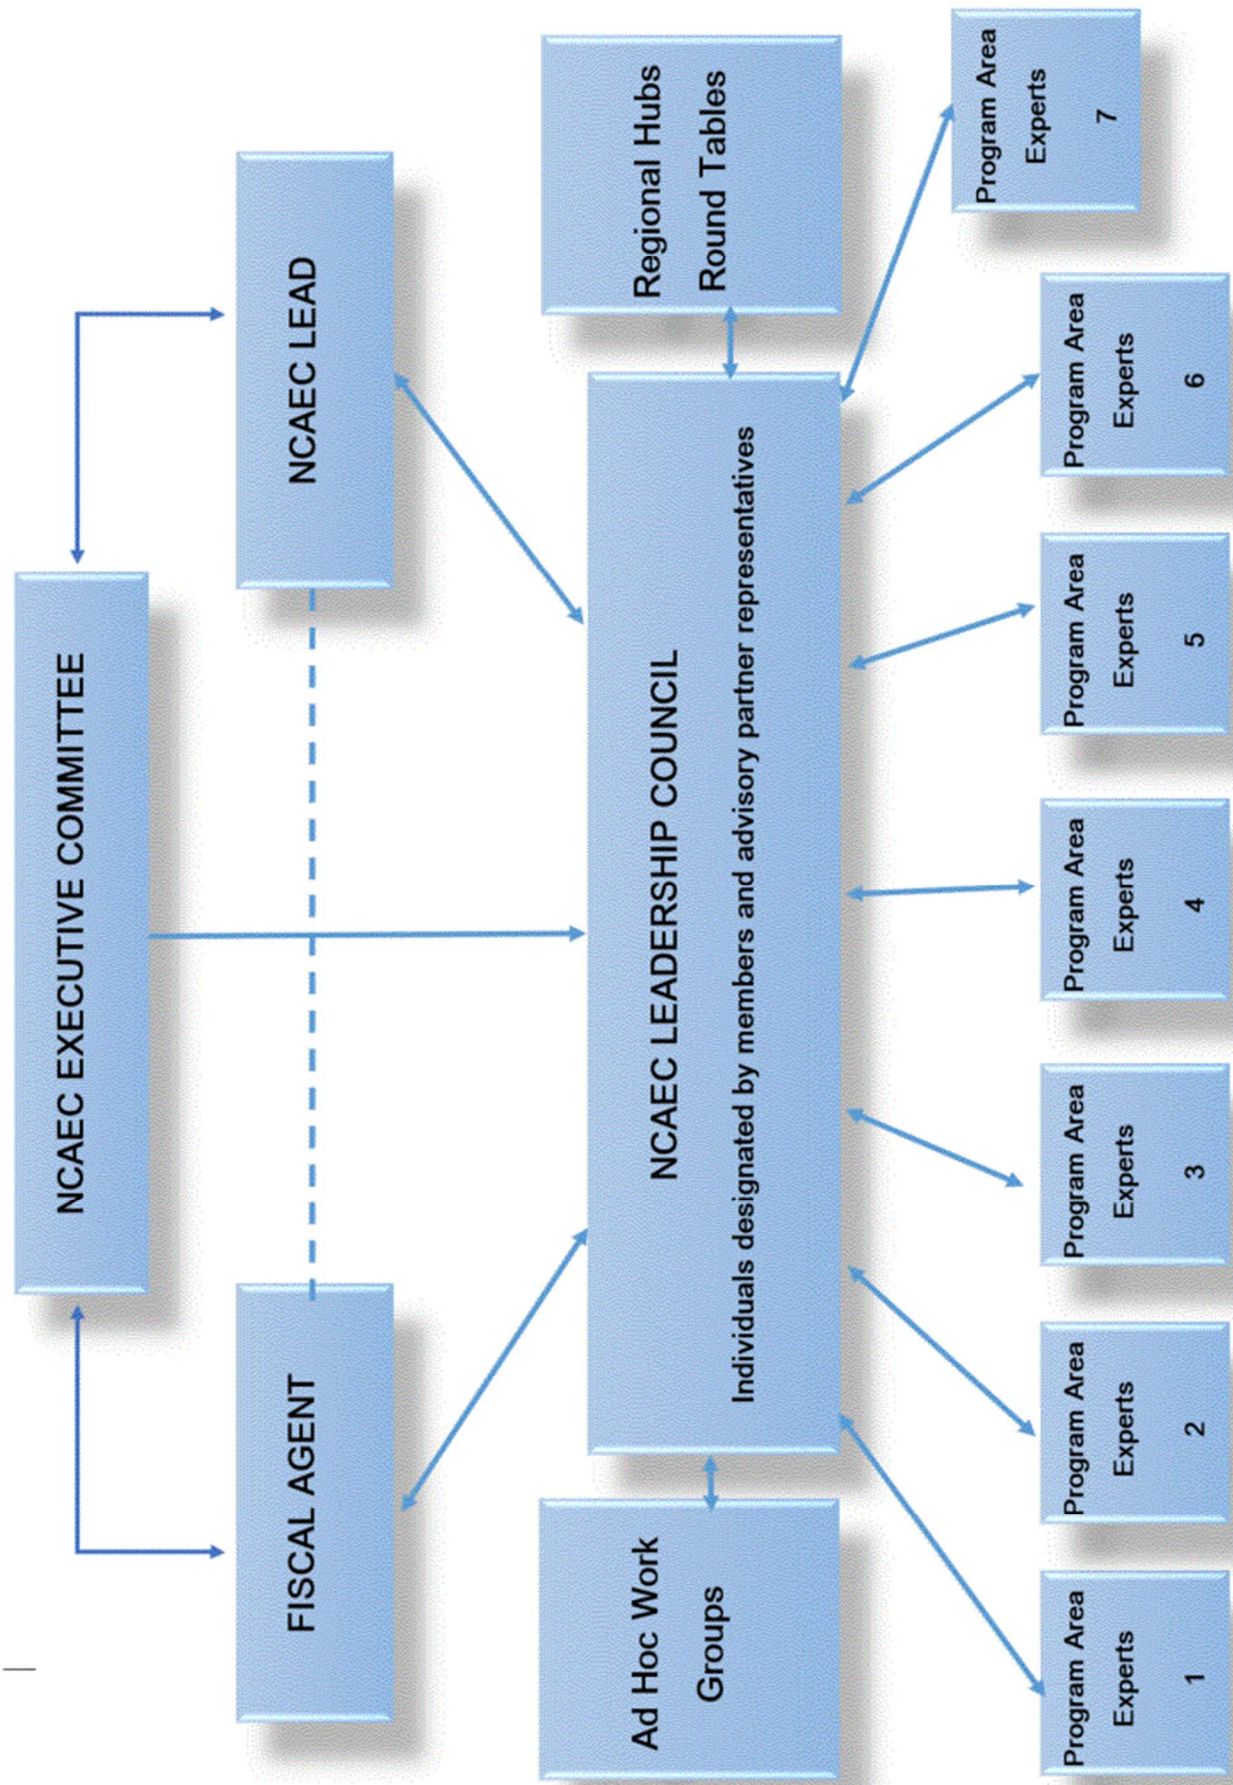 NCAEC EXECUTIVE COMMITTEE
FISCAL AGENT
NCAEC LEAD
Ad Hoc Work
Groups
NCAEC LEADERSHIP COUNCIL
Individuals designated by members and advisory partner representatives
Regional Hubs
Round Tables
Program Area
Experts
1
Program Area
Experts
2
Program Area
Experts
3
Program Area
Experts
4
Program Area
Experts
5
Program Area
Experts
6
Program Area
Experts
7